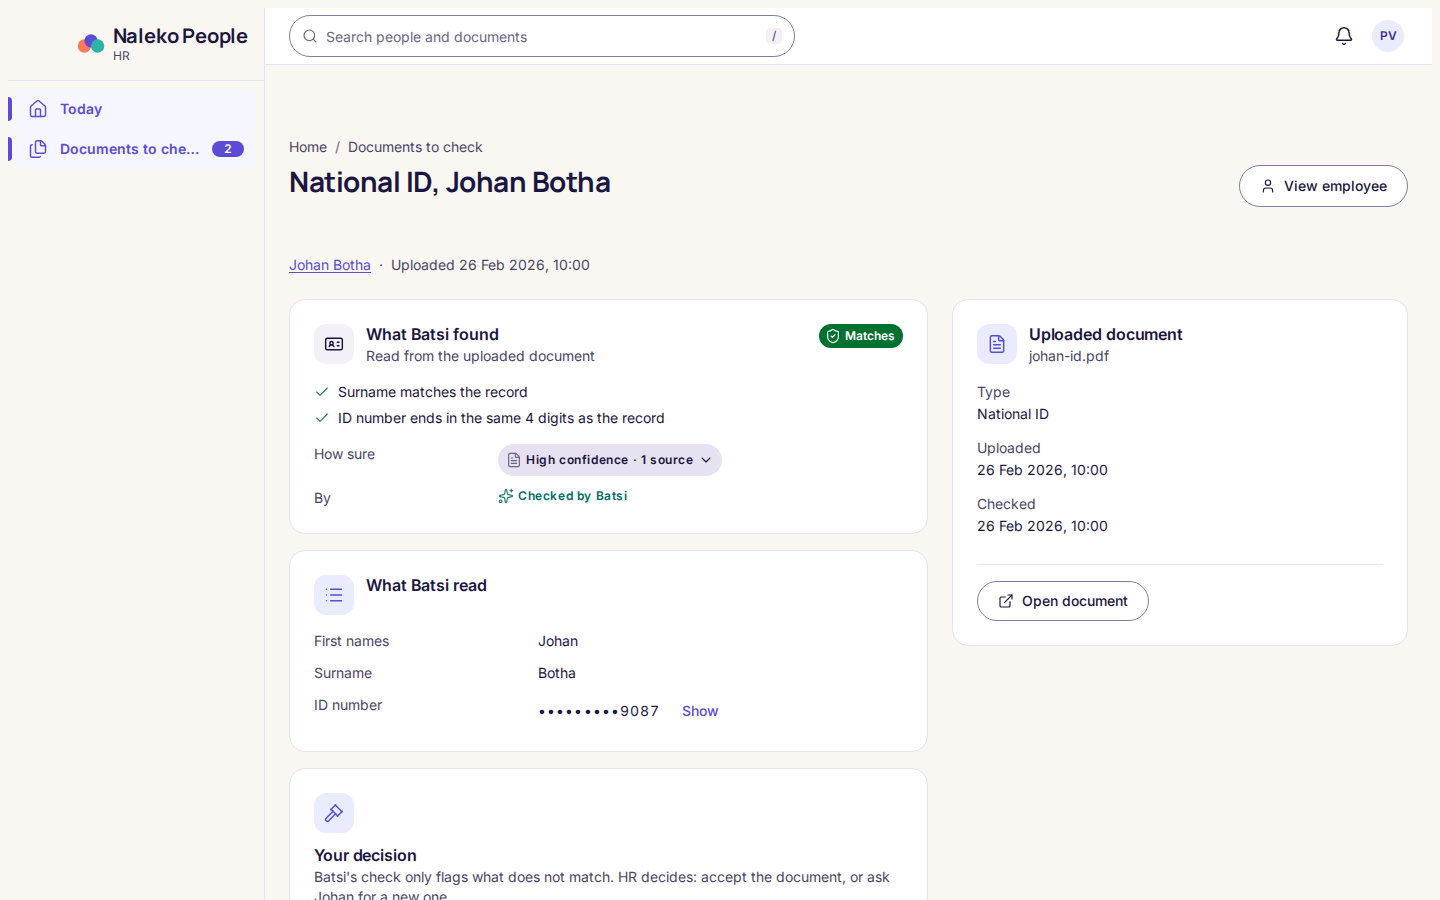 Naleko People
HR
Search people and documents
/
PV
Today
Documents to che...
2
Home / Documents to check
National ID, Johan Botha
View employee
Johan Botha · Uploaded 26 Feb 2026, 10:00
What Batsi found
Read from the uploaded document
Matches
Surname matches the record
ID number ends in the same 4 digits as the record
How sure
High confidence · 1 source
By
Checked by Batsi
What Batsi read
First names
Johan
Surname
Botha
ID number
•••••••••9087
Show
Your decision
Batsi's check only flags what does not match. HR decides: accept the document, or ask
Johan for a new one
Uploaded document
johan-id.pdf
Type
National ID
Uploaded
26 Feb 2026, 10:00
Checked
26 Feb 2026, 10:00
Open document